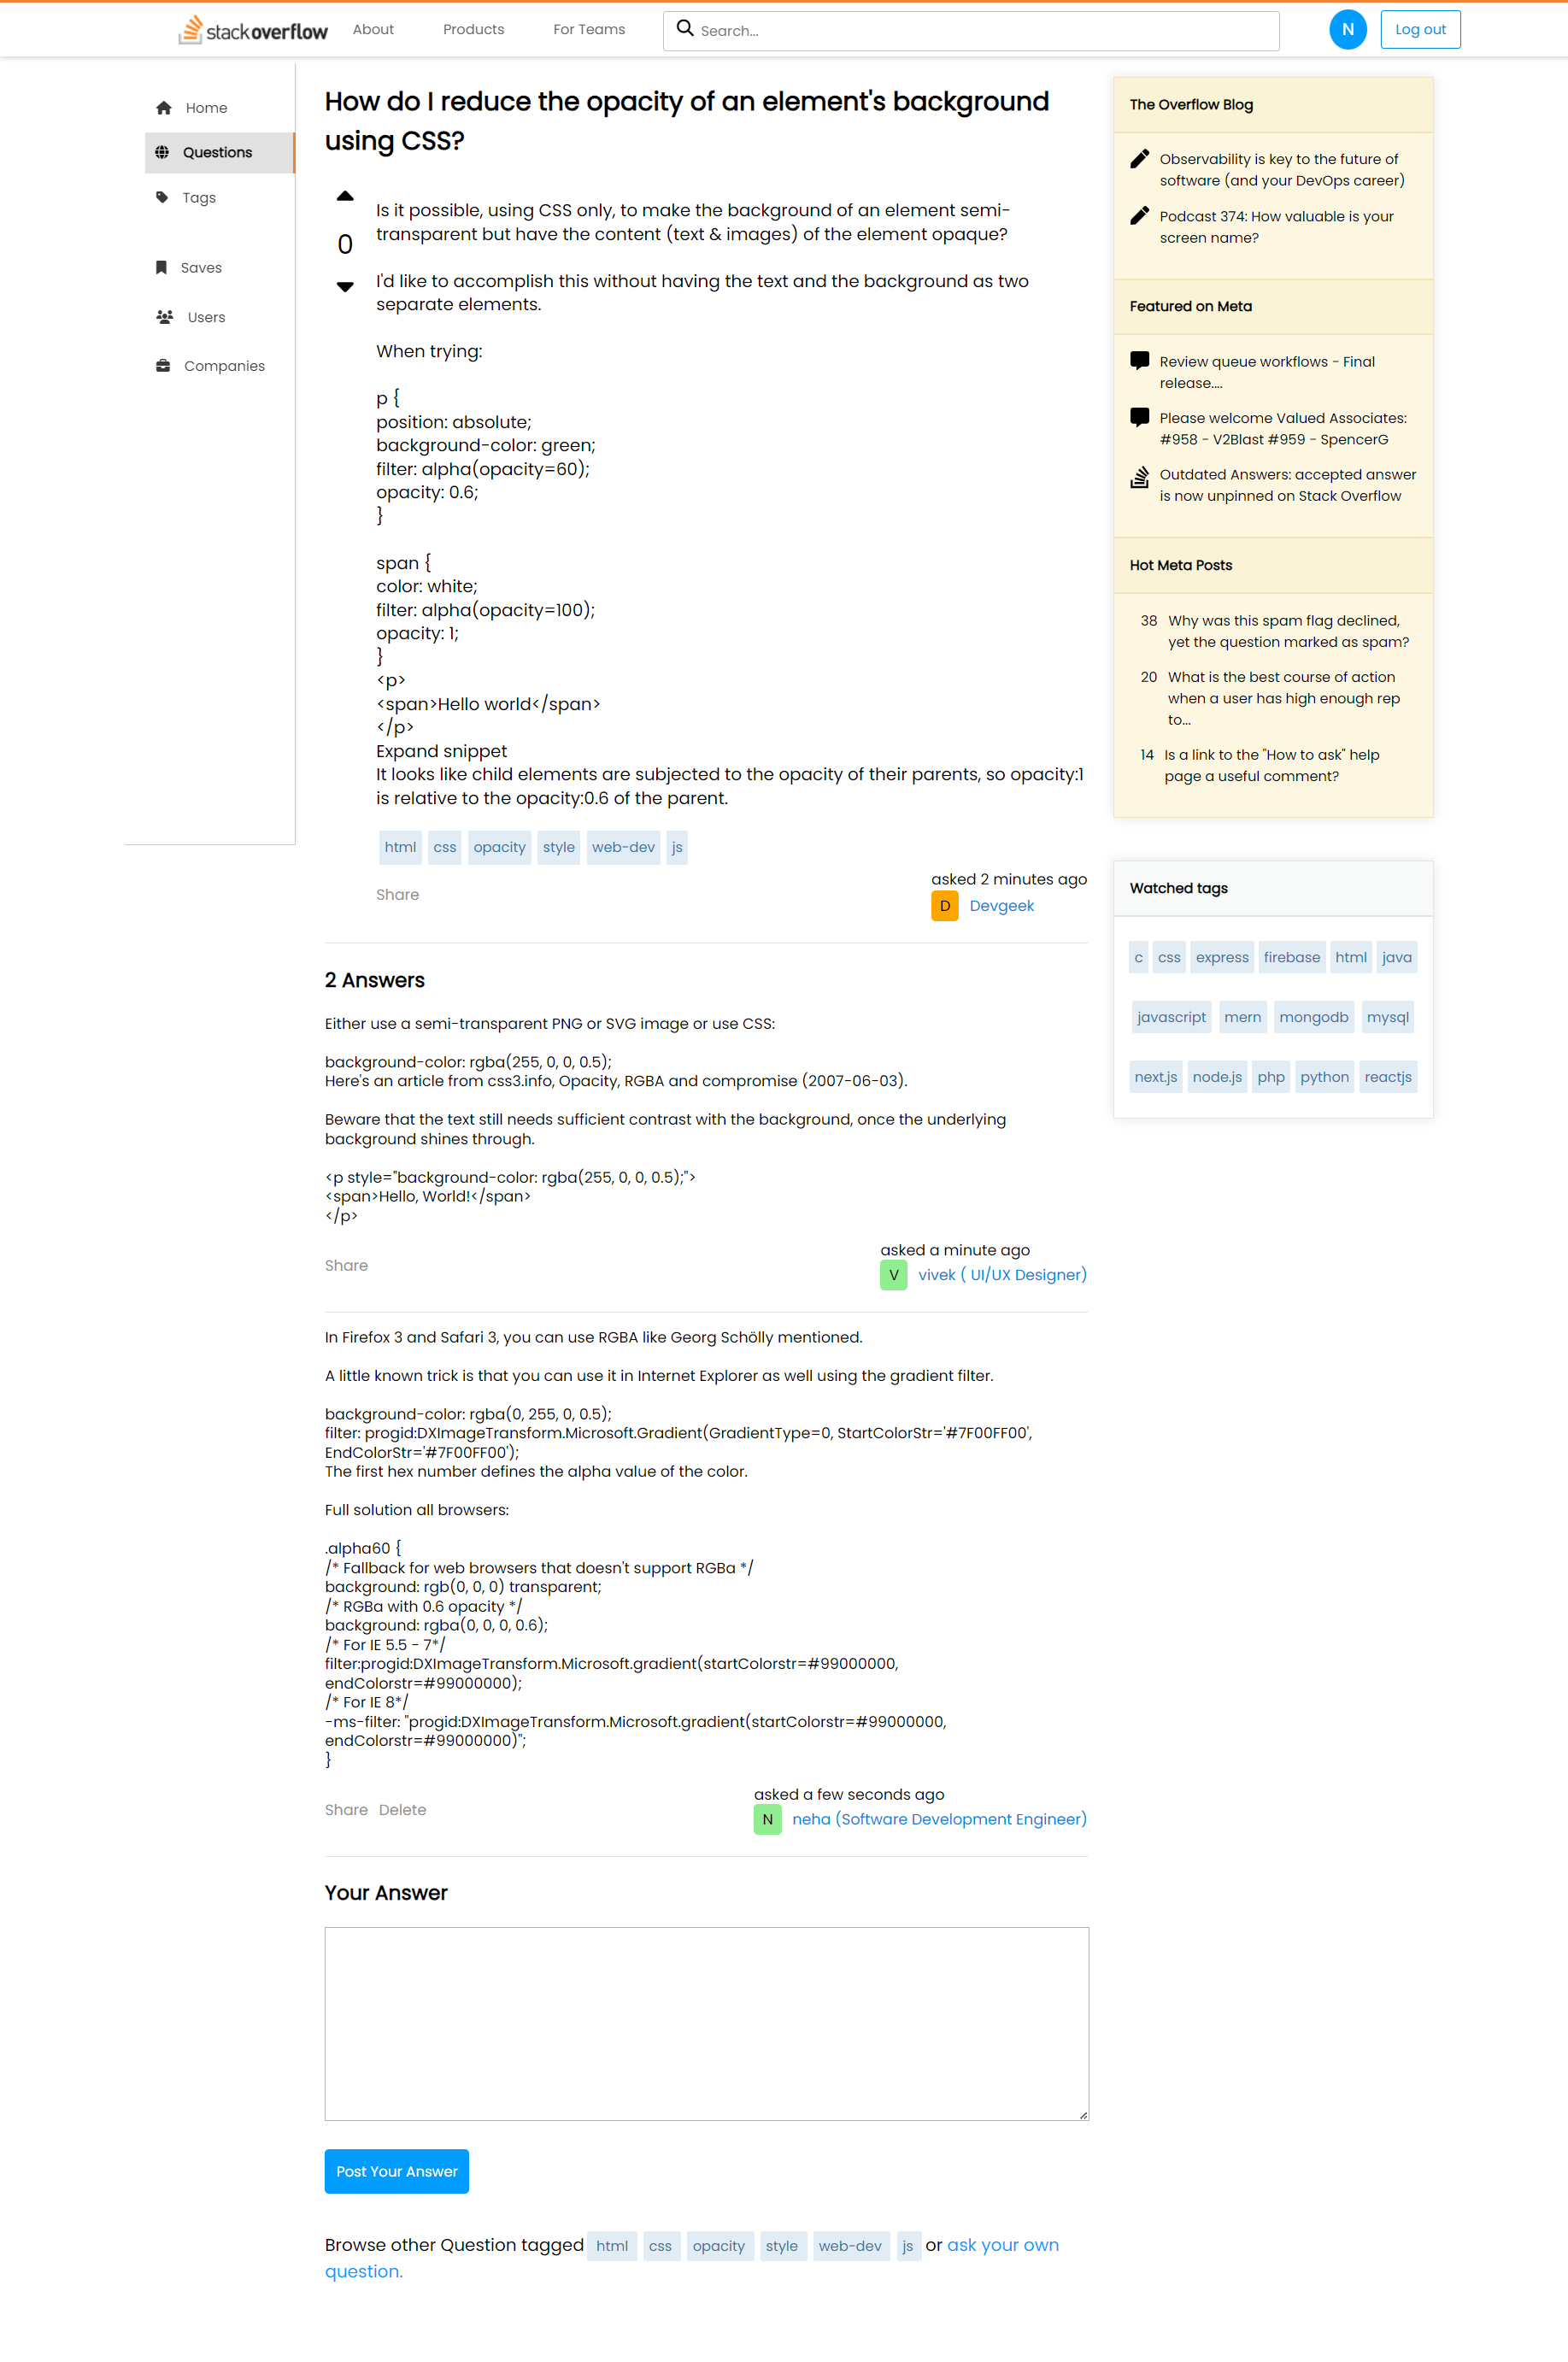 stackoverflow About Products For Teams Search... N Log out
Home
Questions
Tags
Saves
Users
Companies
How do I reduce the opacity of an element's background
using CSS?
0
Is it possible, using CSS only, to make the background of an element semi-
transparent but have the content (text & images) of the element opaque?
I'd like to accomplish this without having the text and the background as two
separate elements.
When trying:
p {
position: absolute;
background-color: green;
filter: alpha(opacity=60);
opacity: 0.6;
}
span {
color: white;
filter: alpha(opacity=100);
opacity: 1;
}
<p>
<span>Hello world</span>
</p>
Expand snippet
It looks like child elements are subjected to the opacity of their parents, so opacity:1
is relative to the opacity:0.6 of the parent.
html css opacity style web-dev js
Share
asked 2 minutes ago
D Devgeek
2 Answers
Either use a semi-transparent PNG or SVG image or use CSS:
background-color: rgba(255, 0, 0, 0.5);
Here's an article from css3.info, Opacity, RGBA and compromise (2007-06-03).
Beware that the text still needs sufficient contrast with the background, once the underlying
background shines through.
<p style="background-color: rgba(255, 0, 0, 0.5);">
<span>Hello, World!</span>
</p>
Share
asked a minute ago
V vivek ( UI/UX Designer)
In Firefox 3 and Safari 3, you can use RGBA like Georg Schölly mentioned.
A little known trick is that you can use it in Internet Explorer as well using the gradient filter.
background-color: rgba(0, 255, 0, 0.5);
filter: progid:DXImageTransform.Microsoft.Gradient(GradientType=0, StartColorStr='#7F00FF00',
EndColorStr='#7F00FF00');
The first hex number defines the alpha value of the color.
Full solution all browsers:
.alpha60 {
/* Fallback for web browsers that doesn't support RGBa */
background: rgb(0, 0, 0) transparent;
/* RGBa with 0.6 opacity */
background: rgba(0, 0, 0, 0.6);
/* For IE 5.5 - 7*/
filter:progid:DXImageTransform.Microsoft.gradient(startColorstr=#99000000,
endColorstr=#99000000);
/* For IE 8*/
-ms-filter: "progid:DXImageTransform.Microsoft.gradient(startColorstr=#99000000,
endColorstr=#99000000)";
}
Share Delete
asked a few seconds ago
N neha (Software Development Engineer)
Your Answer
Post Your Answer
Browse other Question tagged html css opacity style web-dev js or ask your own
question.
The Overflow Blog
Observability is key to the future of
software (and your DevOps career)
Podcast 374: How valuable is your
screen name?
Featured on Meta
Review queue workflows - Final
release....
Please welcome Valued Associates:
#958 - V2Blast #959 - SpencerG
Outdated Answers: accepted answer
is now unpinned on Stack Overflow
Hot Meta Posts
38 Why was this spam flag declined,
yet the question marked as spam?
20 What is the best course of action
when a user has high enough rep
to...
14 Is a link to the "How to ask" help
page a useful comment?
Watched tags
c css express firebase html java
javascript mern mongodb mysql
next.js node.js php python reactjs